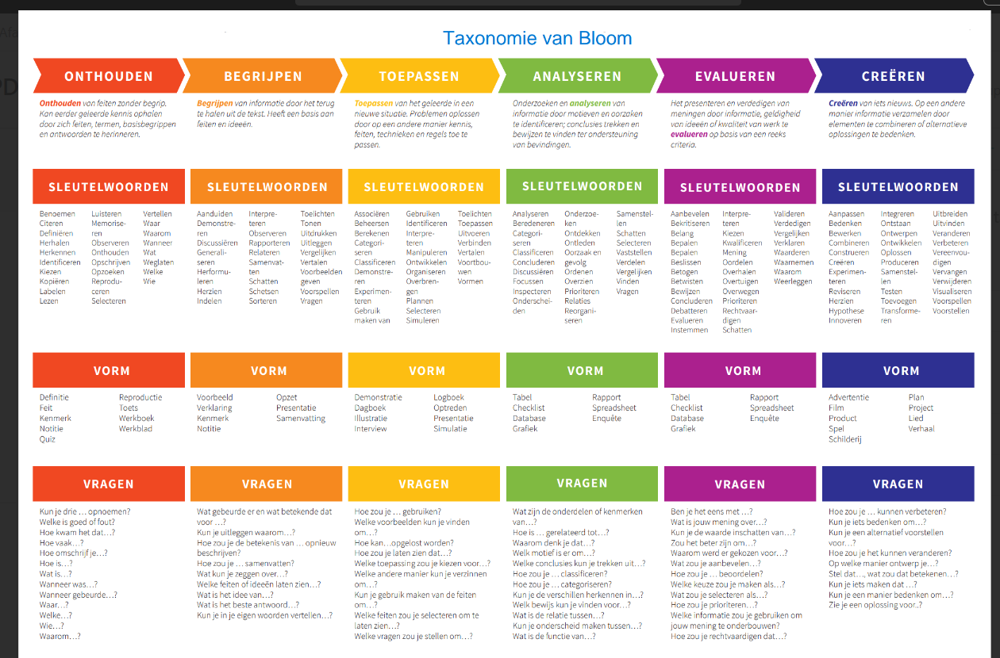 Taxonomie van Bloom
ONTHOUDEN
Onthouden van feiten zonder begrip.
Kan eerder geleerde kennis ophalen
door zich feiten, termen, basisbegrippen
en antwoorden te herinneren.
SLEUTELWOORDEN
Benoemen
Citeren
Definiëren
Herhalen
Herkennen
Identificeren
Kiezen
Kopiëren
Labelen
Lezen
Luisteren
Memorise-
ren
Observeren
Onthouden
Opschrijven
Opzoeken
Reprodu-
ceren
Selecteren
Vertellen
Waar
Waarom
Wanneer
Wat
Weglaten
Welke
Wie
VORM
Definitie
Feit
Kenmerk
Notitie
Quiz
Reproductie
Toets
Werkboek
Werkblad
VRAGEN
Kun je drie … opnoemen?
Welke is goed of fout?
Hoe kwam het dat…?
Hoe vaak…?
Hoe omschrijf je…?
Hoe is…?
Wat is…?
Wanneer was…?
Wanneer gebeurde…?
Waar…?
Welke…?
Wie…?
Waarom…?
BEGRIJPEN
Begrijpen van informatie door het terug
te halen uit de tekst. Heeft een basis aan
feiten en ideeën.
SLEUTELWOORDEN
Aanduiden
Demonstre-
ren
Discussiëren
Generali-
seren
Herformu-
leren
Herzien
Indelen
Interpre-
teren
Observeren
Rapporteren
Relateren
Samenvat-
ten
Schatten
Schetsen
Sorteren
Toelichten
Tonen
Uitdrukken
Uitleggen
Vergelijken
Vertalen
Voorbeelden
geven
Voorspellen
Vragen
VORM
Voorbeeld
Verklaring
Kenmerk
Notitie
Opzet
Presentatie
Samenvatting
VRAGEN
Wat gebeurde er en wat betekende dat
voor …?
Kun je uitleggen waarom…?
Hoe zou je de betekenis van … opnieuw
beschrijven?
Hoe zou je … samenvatten?
Wat kun je zeggen over…?
Welke feiten of ideeën laten zien…?
Wat is het idee van…?
Wat is het beste antwoord…?
Kun je in je eigen woorden vertellen…?
TOEPASSEN
Toepassen van het geleerde in een
nieuwe situatie. Problemen oplossen
door op een andere manier kennis,
feiten, technieken en regels toe te
passen.
SLEUTELWOORDEN
Associëren
Beheersen
Berekenen
Categori-
seren
Classificeren
Demonstre-
ren
Experimen-
teren
Gebruik
maken van
Gebruiken
Identificeren
Interpre-
teren
Manipuleren
Ontwikkelen
Organiseren
Overbren-
gen
Plannen
Selecteren
Simuleren
Toelichten
Toepassen
Uitvoeren
Verbinden
Vertalen
Voortbou-
wen
Vormen
VORM
Demonstratie
Dagboek
Illustratie
Interview
Logboek
Optreden
Presentatie
Simulatie
VRAGEN
Hoe zou je … gebruiken?
Welke voorbeelden kun je vinden
om…?
Hoe kan…opgelost worden?
Hoe zou je laten zien dat…?
Welke toepassing zou je kiezen voor…?
Welke andere manier kun je verzinnen
om…?
Kun je gebruik maken van de feiten
om…?
Welke feiten zou je selecteren om te
laten zien…?
Welke vragen zou je stellen om…?
ANALYSEREN
Onderzoeken en analyseren van
informatie door motieven en oorzaken
te identificeren; conclusies trekken en
bewijzen te vinden ter ondersteuning
van bevindingen.
SLEUTELWOORDEN
Analyseren
Beredeneren
Categori-
seren
Classificeren
Concluderen
Discussiëren
Focussen
Inspecteren
Onderschei-
den
Onderzoe-
ken
Ontdekken
Ontleden
Oorzaak en
gevolg
Ordenen
Overzien
Prioriteren
Relaties
Reorgani-
seren
Samenstel-
len
Schatten
Selecteren
Vaststellen
Verdelen
Vergelijken
Vinden
Vragen
VORM
Tabel
Checklist
Database
Grafiek
Rapport
Spreadsheet
Enquête
VRAGEN
Wat zijn de onderdelen of kenmerken
van…?
Hoe is … gerelateerd tot…?
Waarom denk je dat…?
Welk motief is er om…?
Welke conclusies kun je trekken uit…?
Hoe zou je … classificeren?
Hoe zou je … categoriseren?
Kun je de verschillen herkennen in…?
Welk bewijs kun je vinden voor…?
Wat is de relatie tussen…?
Kun je onderscheid maken tussen…?
Wat is de functie van…?
EVALUEREN
Het presenteren en verdedigen van
meningen door informatie, geldigheid
van ideeën of kwaliteit van werk te
evalueren op basis van een reeks
criteria.
SLEUTELWOORDEN
Aanbevelen
Bekritiseren
Belang
Bepalen
Bepalen
Beslissen
Betogen
Betwisten
Bewijzen
Concluderen
Debatteren
Evalueren
Instemmen
Interpre-
teren
Kiezen
Kwalificeren
Mening
Oordelen
Overhalen
Overtuigen
Overwegen
Prioriteren
Rechtvaar-
digen
Schatten
Valideren
Verdedigen
Vergelijken
Verklaren
Waarderen
Waarnemen
Waarom
Weerleggen
VORM
Tabel
Checklist
Database
Grafiek
Rapport
Spreadsheet
Enquête
VRAGEN
Ben je het eens met …?
Wat is jouw mening over…?
Kun je de waarde inschatten van…?
Zou het beter zijn om…?
Waarom werd er gekozen voor…?
Wat zou je aanbevelen…?
Hoe zou je … beoordelen?
Welke keuze zou je maken als…?
Wat zou je selecteren als…?
Hoe zou je prioriteren…?
Welke informatie zou je gebruiken om
jouw mening te onderbouwen?
Hoe zou je rechtvaardigen dat…?
CREËREN
Creëren van iets nieuws. Op een andere
manier informatie verzamelen door
elementen te combineren of alternatieve
oplossingen te bedenken.
SLEUTELWOORDEN
Aanpassen
Bedenken
Bewerken
Combineren
Construeren
Creëren
Experimen-
teren
Reviseren
Herzien
Hypothese
Innoveren
Integreren
Ontstaan
Ontwerpen
Ontwikkelen
Oplossen
Produceren
Samenstel-
len
Testen
Toevoegen
Transforme-
ren
Uitbreiden
Uitvinden
Veranderen
Verbeteren
Vereenvou-
digen
Vervangen
Verwijderen
Visualiseren
Voorspellen
Voorstellen
VORM
Advertentie
Film
Product
Spel
Schilderij
Plan
Project
Lied
Verhaal
VRAGEN
Hoe zou je … kunnen verbeteren?
Kun je iets bedenken om…?
Kun je een alternatief voorstellen
voor…?
Hoe zou je het kunnen veranderen?
Op welke manier ontwerp je…?
Stel dat…, wat zou dat betekenen…?
Kun je iets maken dat …?
Kun je een manier bedenken om…?
Zie je een oplossing voor..?